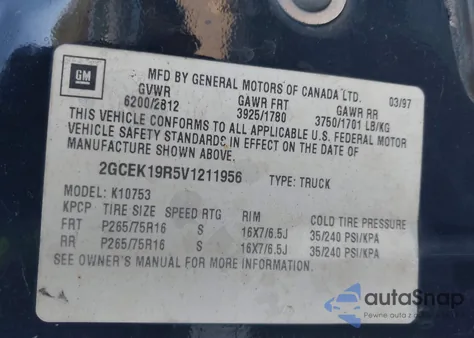 GM
MFD BY GENERAL MOTORS OF CANADA LTD. 03/97
GVWR GAWR FRT GAWR RR
6200/2812 3925/1780 3750/1701 LB/KG
THIS VEHICLE CONFORMS TO ALL APPLICABLE U.S. FEDERAL MOTOR
VEHICLE SAFETY STANDARDS IN EFFECT ON THE DATE OF
MANUFACTURE SHOWN ABOVE.
2GCEK19R5V1211956 TYPE: TRUCK
MODEL: K10753
KPCP TIRE SIZE SPEED RTG RIM COLD TIRE PRESSURE
FRT P265/75R16 S 16X7/6.5J 35/240 PSI/KPA
RR P265/75R16 S 16X7/6.5J 35/240 PSI/KPA
SEE OWNER'S MANUAL FOR MORE INFORMATION.
autoSnap
Pewne auto z